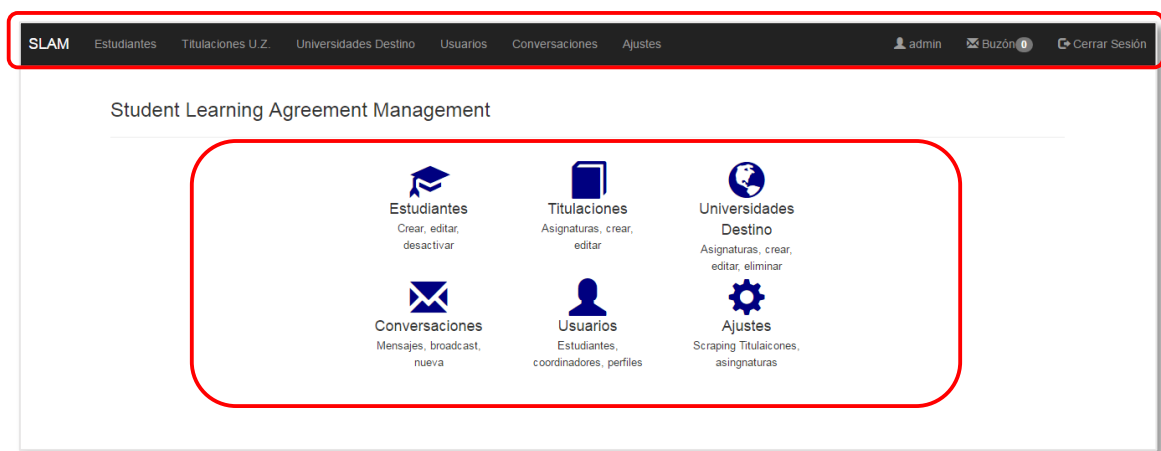 SLAM Estudiantes Titulaciones U.Z. Universidades Destino Usuarios Conversaciones Ajustes admin Buzón 0 Cerrar Sesión
Student Learning Agreement Management
Estudiantes
Crear, editar,
desactivar
Titulaciones
Asignaturas, crear,
editar
Universidades
Destino
Asignaturas, crear,
editar, eliminar
Conversaciones
Mensajes, broadcast,
nueva
Usuarios
Estudiantes,
coordinadores, perfiles
Ajustes
Scraping Titulaicones,
asingnaturas